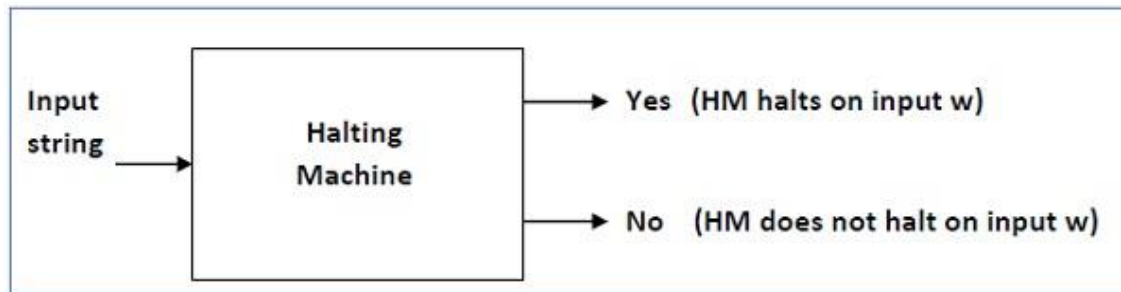 Input
string
Halting
Machine
Yes (HM halts on input w)
No (HM does not halt on input w)